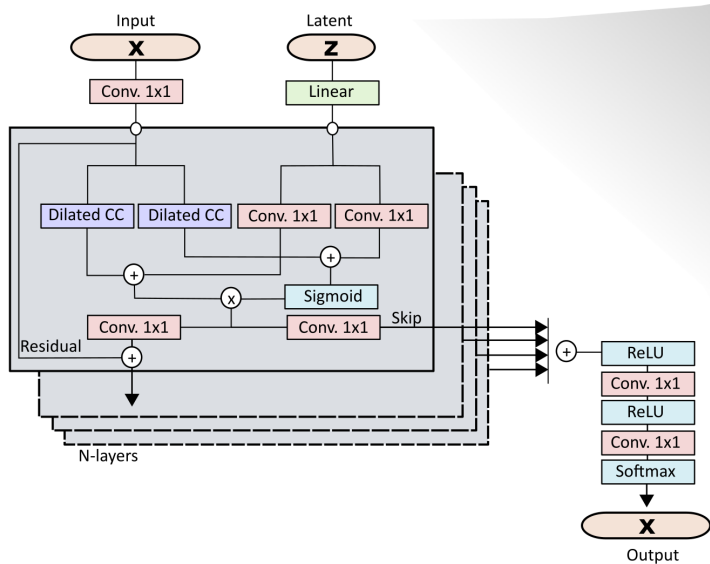 Input Latent
X Z
Conv. 1x1 Linear
Dilated CC Dilated CC Conv. 1x1 Conv. 1x1
+ +
x Sigmoid
Conv. 1x1 Conv. 1x1 Skip
Residual + + ReLU
Conv. 1x1
ReLU
Conv. 1x1
N-layers
Softmax
X
Output